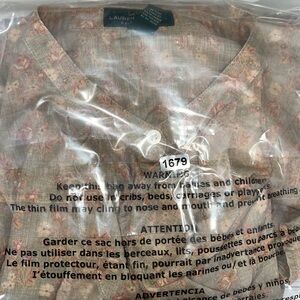 LAUREN
1679
WARNING
Keep this bag away from babies and children
Do not use in cribs, beds, carriages or playpens
The thin film may cling to nose and mouth and prevent breathing
ATTENTION
Garder ce sac hors de portée des bébés et enfants
Ne pas utiliser dans les berceaux, lits, poussettes ou parcs à bébé
Le film protecteur, étant fin, pourrait par inadvertance provoquer
l'étouffement en bloquant les narines ou / et la bouche
ADVERTENCIA